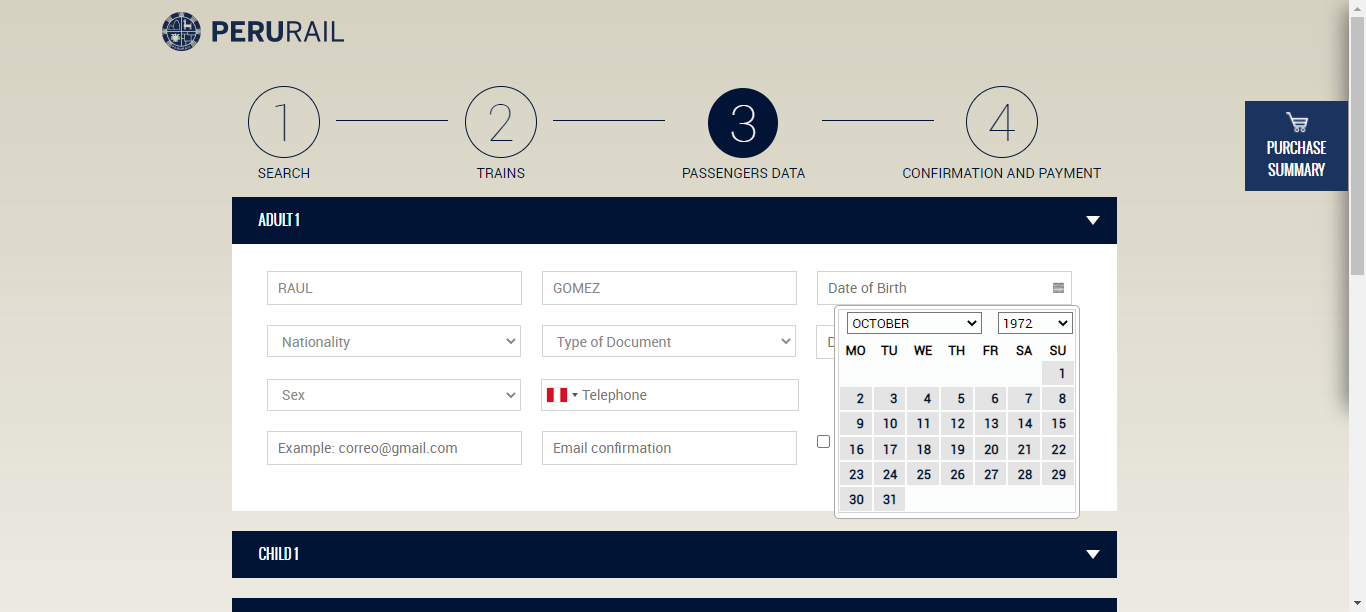 PERURAIL
1
2
3
4
SEARCH
TRAINS
PASSENGERS DATA
CONFIRMATION AND PAYMENT
PURCHASE
SUMMARY
ADULT 1
RAUL
GOMEZ
Date of Birth
OCTOBER
1972
Nationality
Type of Document
D
MO TU WE TH FR SA SU
1
2 3 4 5 6 7 8
9 10 11 12 13 14 15
16 17 18 19 20 21 22
23 24 25 26 27 28 29
30 31
Sex
Telephone
Example: correo@gmail.com
Email confirmation
CHILD 1